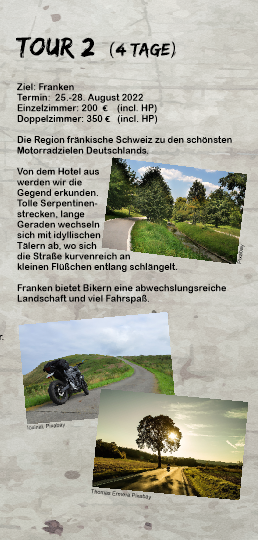 TOUR 2 (4 TAGE)
Ziel: Franken
Termin: 25.-28. August 2022
Einzelzimmer: 200 € (incl. HP)
Doppelzimmer: 350 € (incl. HP)
Die Region fränkische Schweiz zu den schönsten
Motorradzielen Deutschlands.
Von dem Hotel aus
werden wir die
Gegend erkunden.
Tolle Serpentinen-
strecken, lange
Geraden wechseln
sich mit idyllischen
Tälern ab, wo sich
die Straße kurvenreich an
kleinen Flüßchen entlang schlängelt.
Pixabay
Franken bietet Bikern eine abwechslungsreiche
Landschaft und viel Fahrspaß.
r.
Pixabay
Thomas Ermera Pixabay